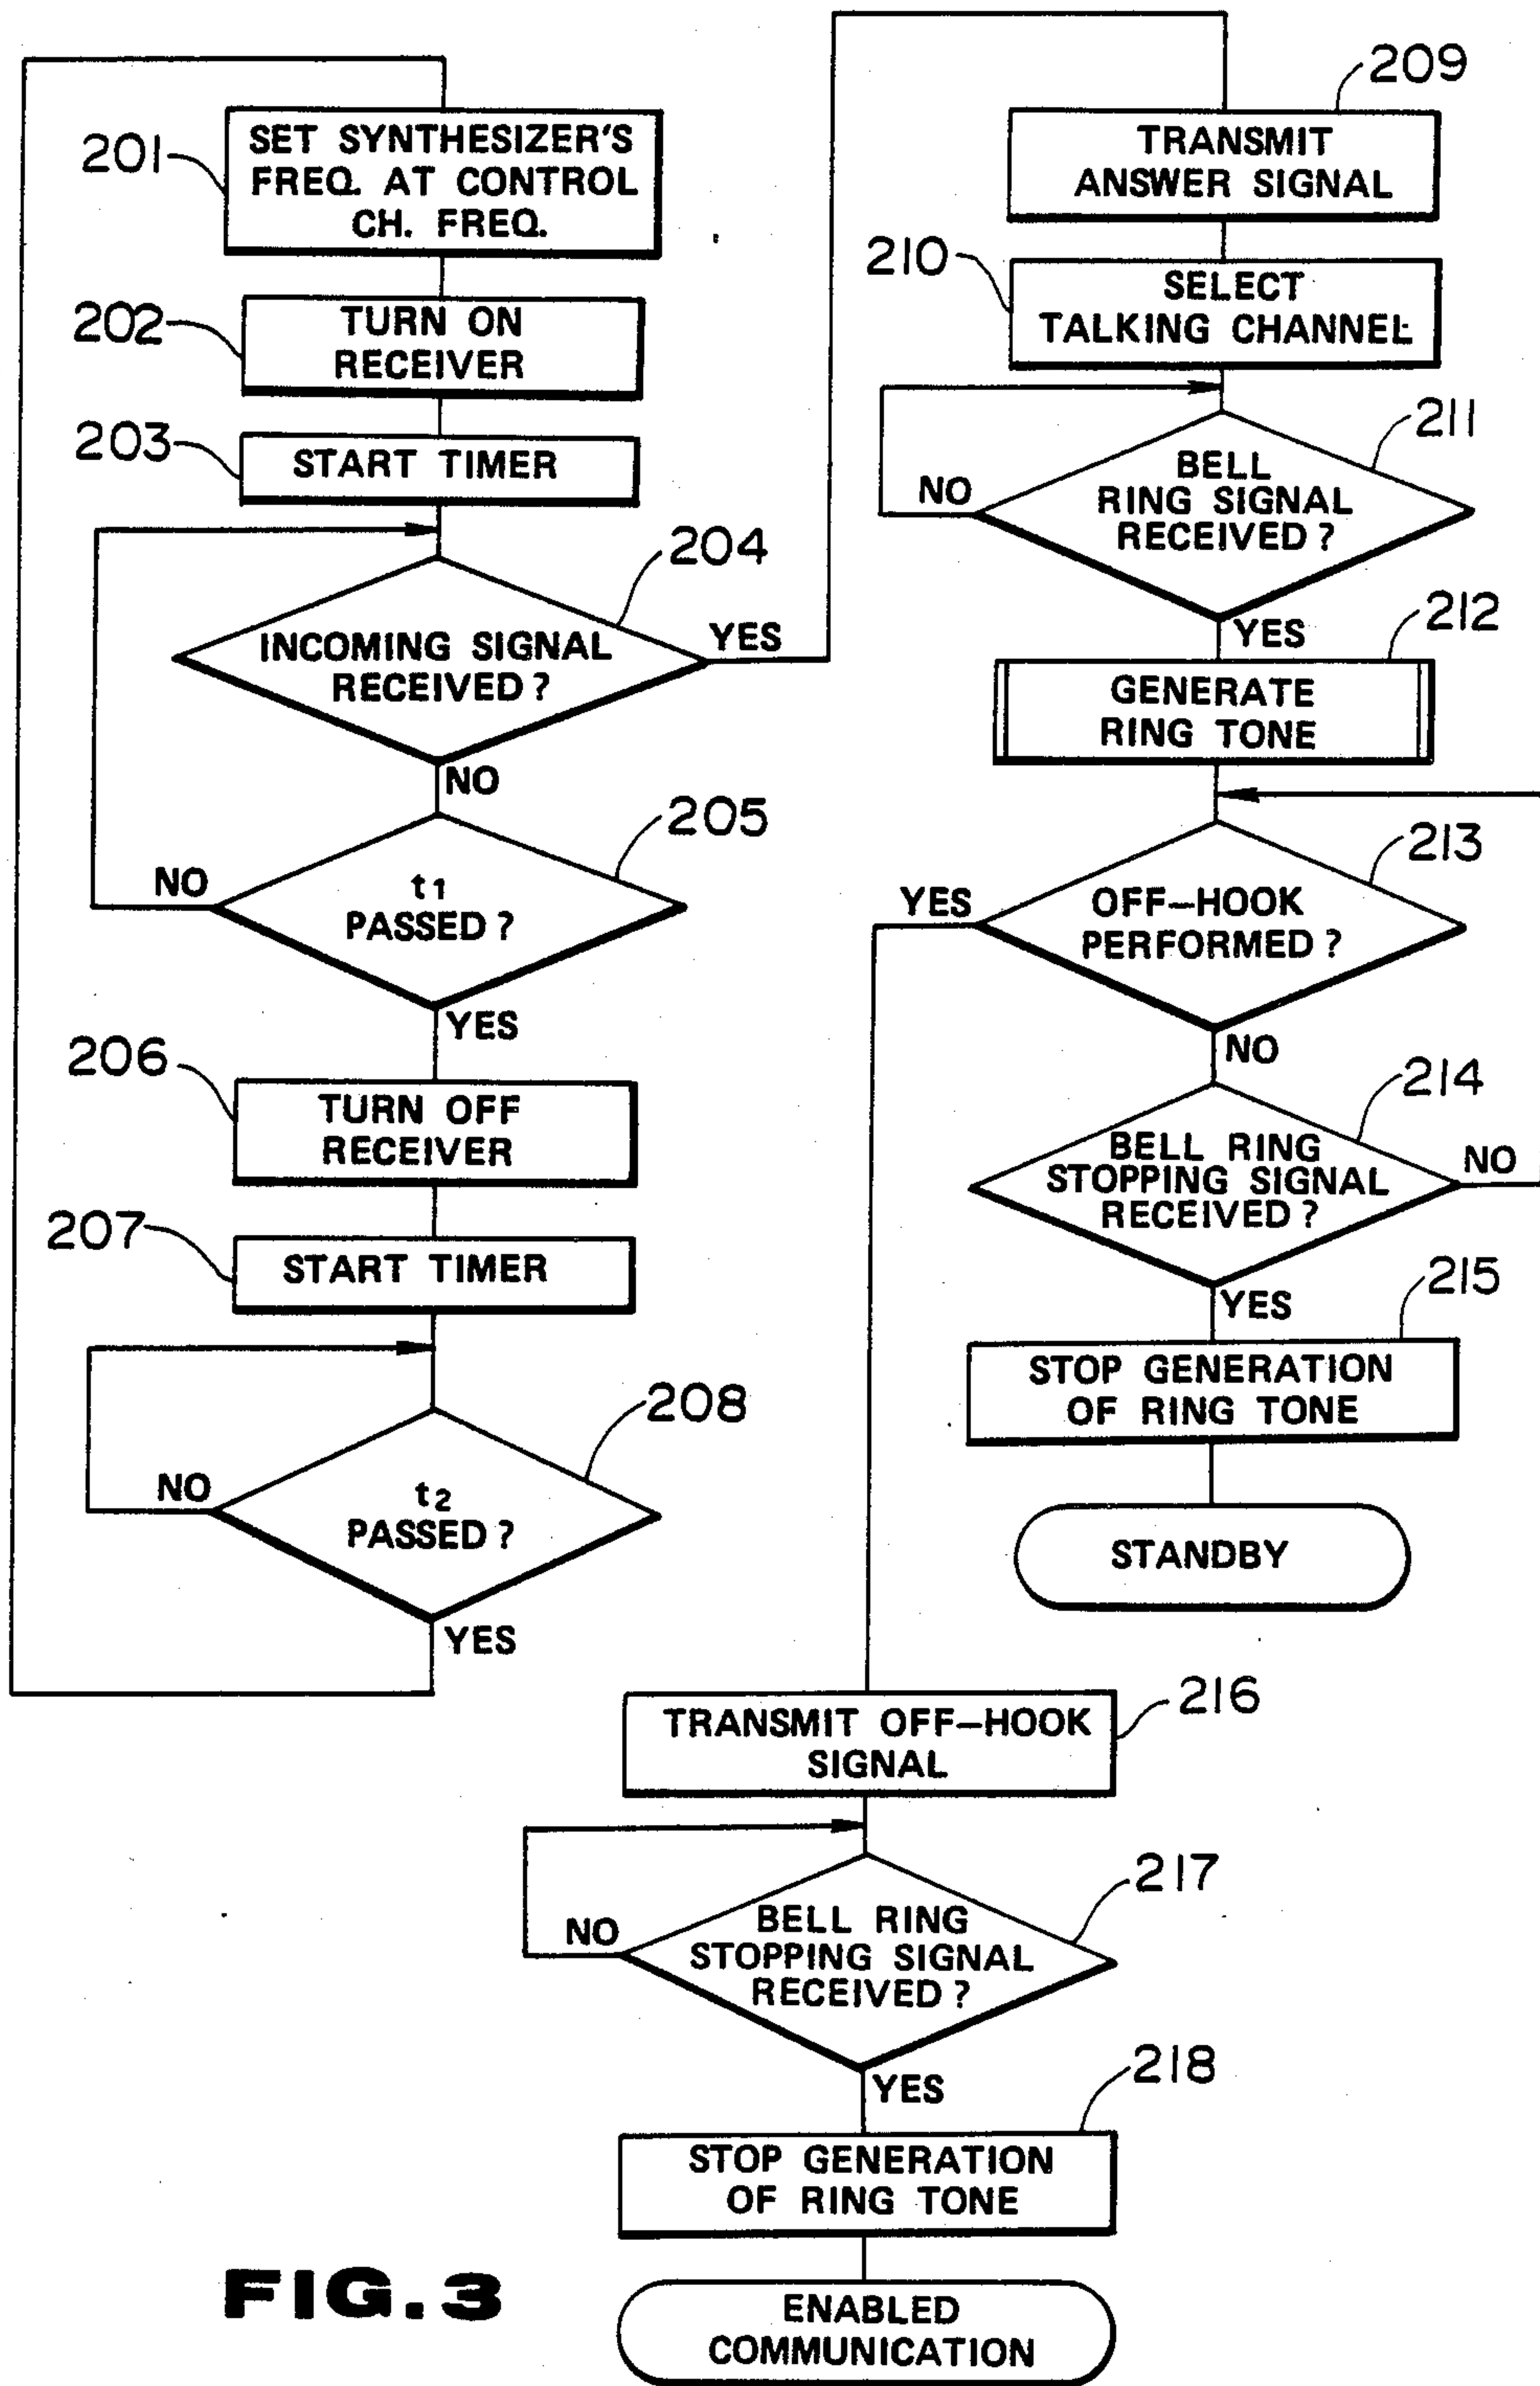 201
SET SYNTHESIZER'S
FREQ. AT CONTROL
CH. FREQ.
202
TURN ON
RECEIVER
203
START TIMER
204
INCOMING SIGNAL
RECEIVED?
YES
NO
205
t1
PASSED?
NO
YES
206
TURN OFF
RECEIVER
207
START TIMER
208
t2
PASSED?
NO
YES
209
TRANSMIT
ANSWER SIGNAL
210
SELECT
TALKING CHANNEL
211
BELL
RING SIGNAL
RECEIVED?
NO
YES
212
GENERATE
RING TONE
213
OFF-HOOK
PERFORMED?
YES
NO
214
BELL RING
STOPPING SIGNAL
RECEIVED?
NO
YES
215
STOP GENERATION
OF RING TONE
STANDBY
216
TRANSMIT OFF-HOOK
SIGNAL
217
BELL RING
STOPPING SIGNAL
RECEIVED?
NO
YES
218
STOP GENERATION
OF RING TONE
ENABLED
COMMUNICATION
FIG.3